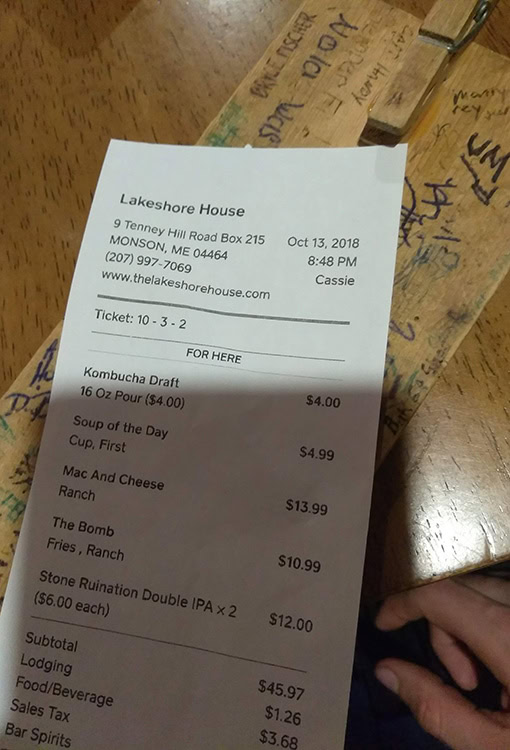 Lakeshore House
9 Tenney Hill Road Box 215
MONSON, ME 04464
(207) 997-7069
www.thelakeshorehouse.com
Oct 13, 2018
8:48 PM
Cassie
Ticket: 10 - 3 - 2
FOR HERE
Kombucha Draft
16 Oz Pour ($4.00) $4.00
Soup of the Day
Cup, First $4.99
Mac And Cheese
Ranch $13.99
The Bomb
Fries , Ranch $10.99
Stone Ruination Double IPA × 2
($6.00 each) $12.00
Subtotal $45.97
Lodging $1.26
Food/Beverage $3.68
Sales Tax
Bar Spirits
FISCHER